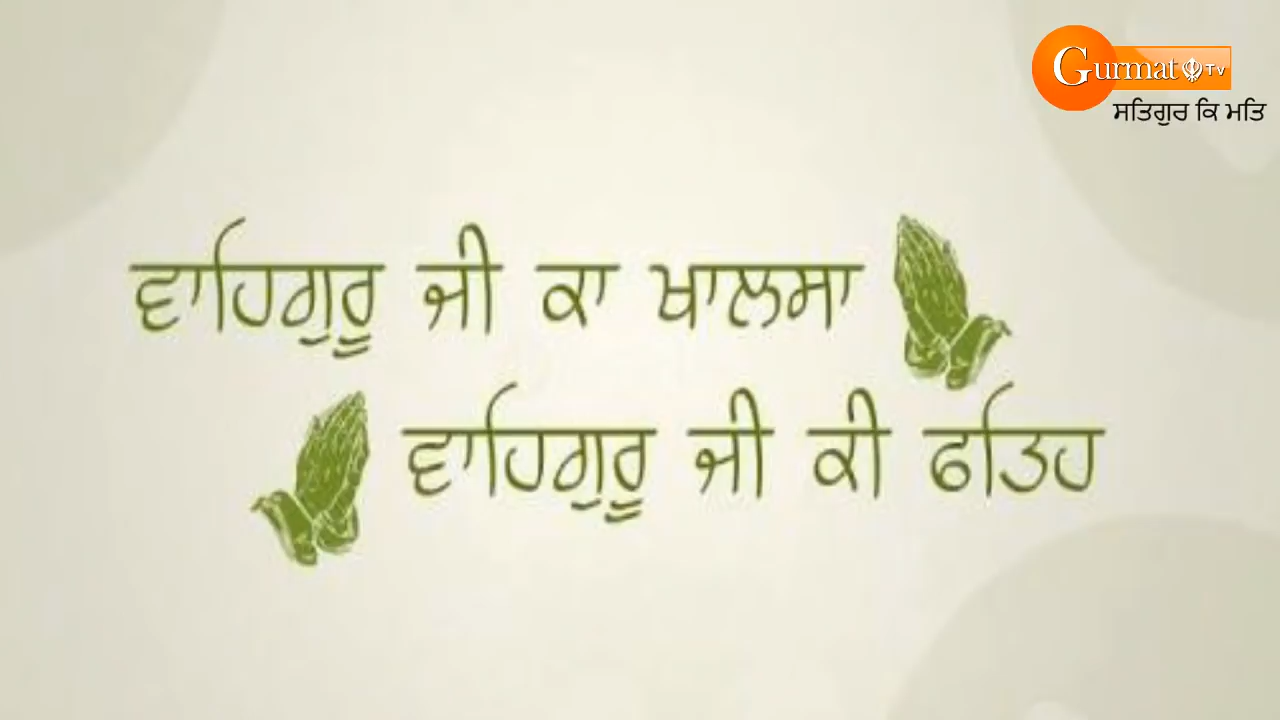 Gurmat TV
ਸਤਿਗੁਰ ਕਿ ਮਤਿ
ਵਾਹਿਗੁਰੂ ਜੀ ਕਾ ਖਾਲਸਾ
ਵਾਹਿਗੁਰੂ ਜੀ ਕੀ ਫਤਿਹ